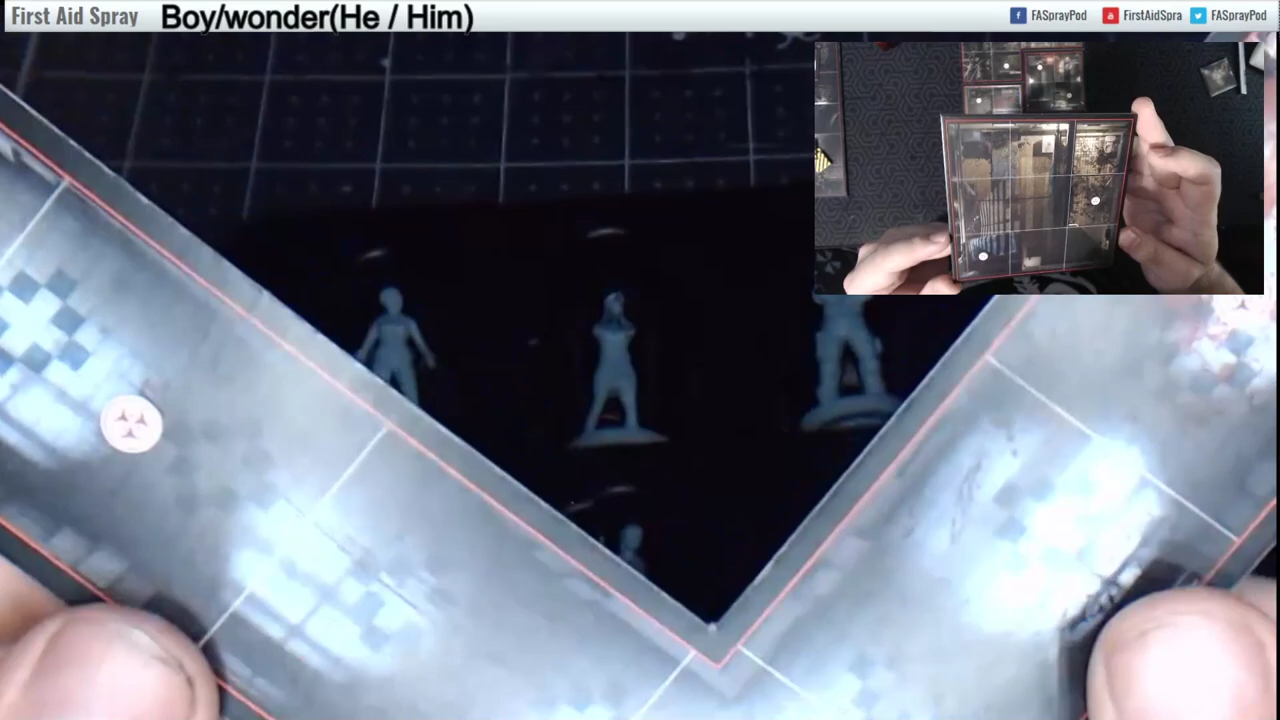 First Aid Spray
Boy/wonder(He / Him)
FASprayPod
FirstAidSpra
FASprayPod